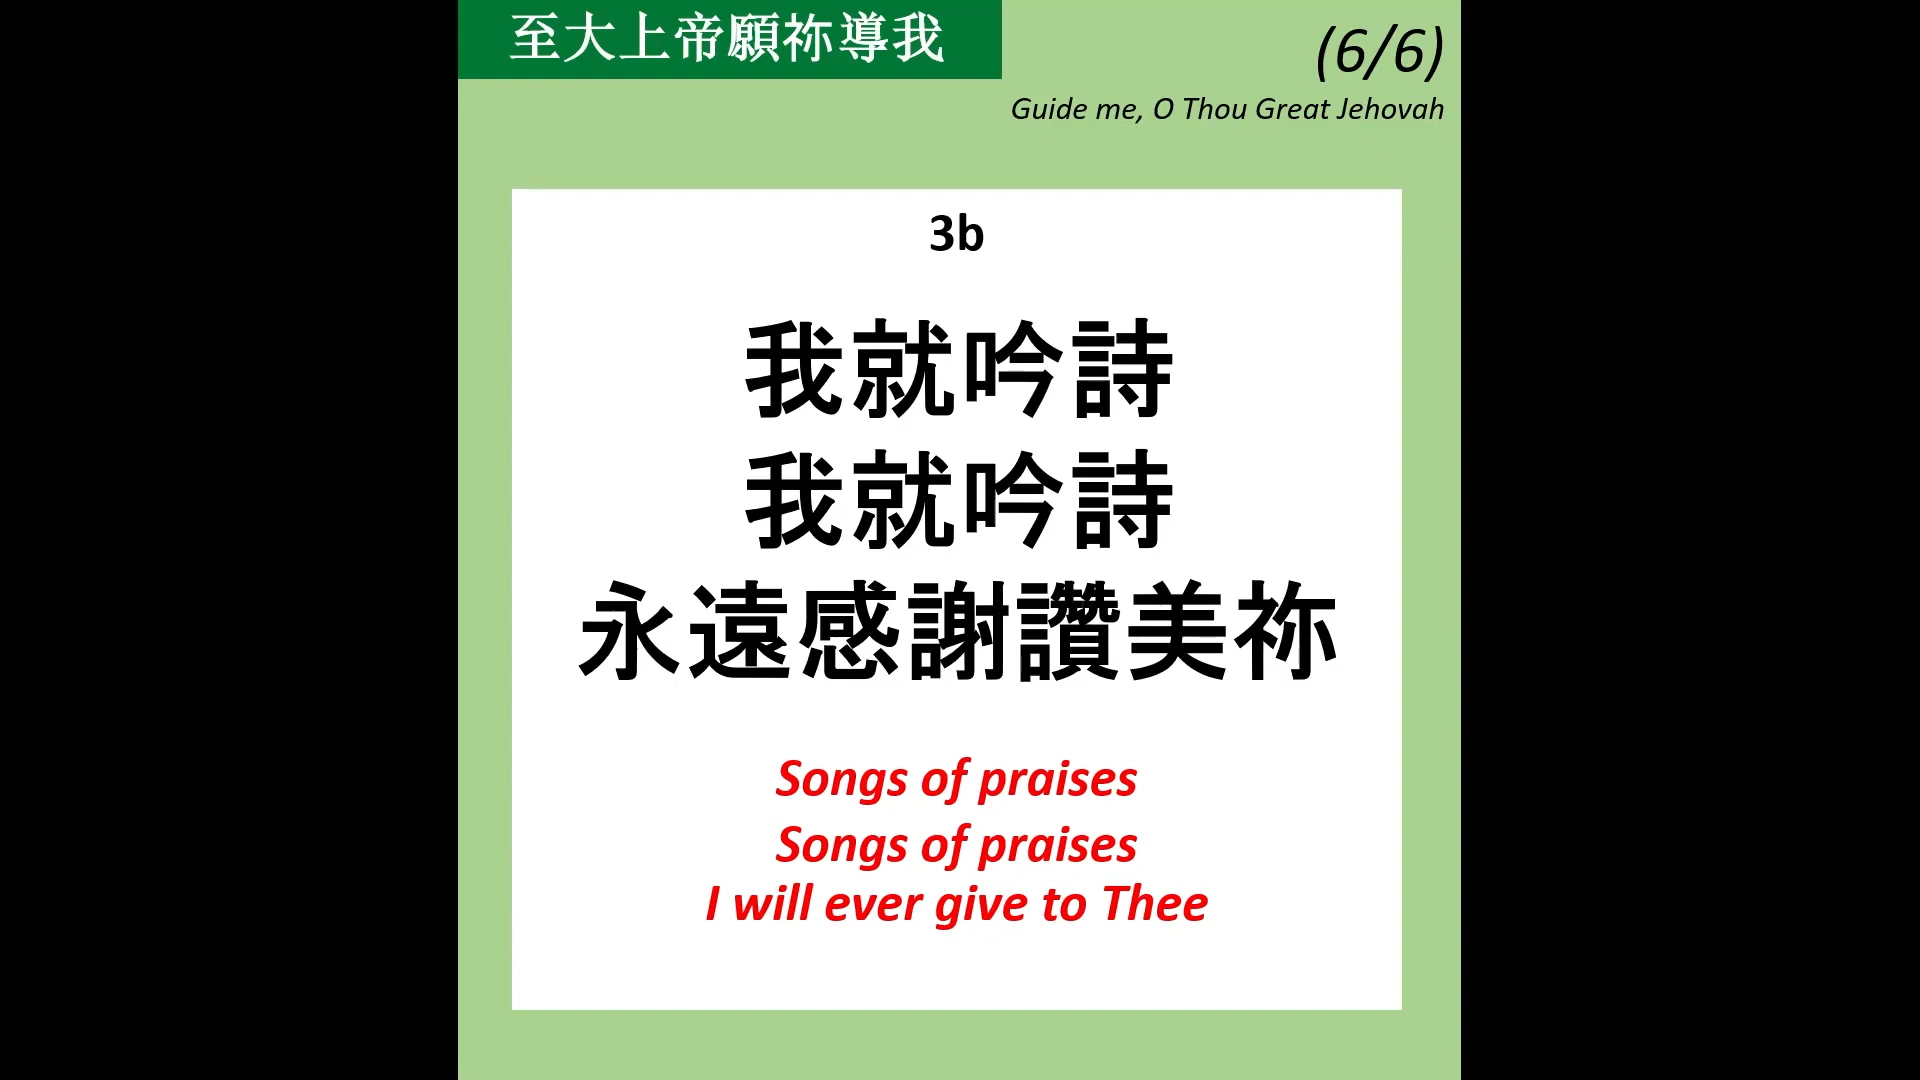 至大上帝願祢導我
(6/6)
Guide me, O Thou Great Jehovah
3b
我就吟詩
我就吟詩
永遠感謝讚美祢
Songs of praises
Songs of praises
I will ever give to Thee